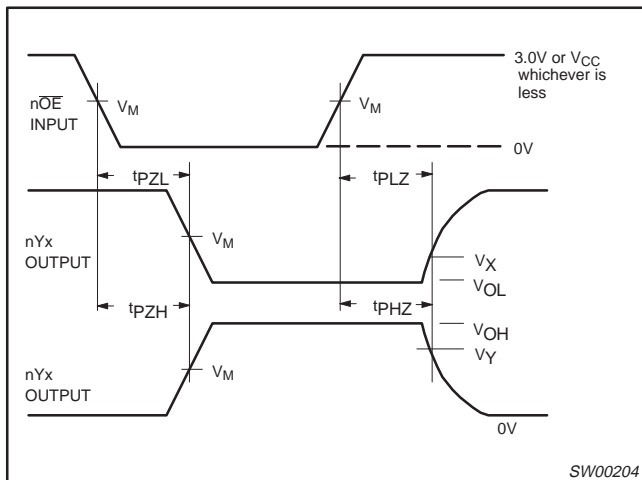 3.0V or VCC
whichever is
less
nOE
INPUT
VM
VM
0V
tPZL
tPLZ
nYx
OUTPUT
VM
VX
VOL
tPZH
tPHZ
VOH
VY
nYx
OUTPUT
VM
0V
SW00204